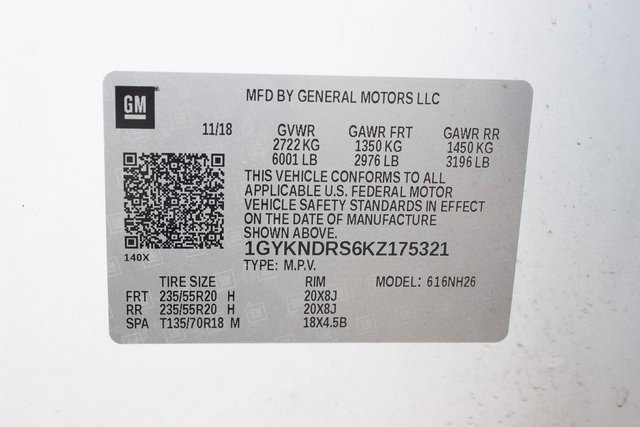 GM
MFD BY GENERAL MOTORS LLC
11/18 GVWR GAWR FRT GAWR RR
2722 KG 1350 KG 1450 KG
6001 LB 2976 LB 3196 LB
THIS VEHICLE CONFORMS TO ALL
APPLICABLE U.S. FEDERAL MOTOR
VEHICLE SAFETY STANDARDS IN EFFECT
ON THE DATE OF MANUFACTURE
SHOWN ABOVE.
140X 1GYKNDRS6KZ175321
TYPE: M.P.V.
TIRE SIZE RIM MODEL: 616NH26
FRT 235/55R20 H 20X8J
RR 235/55R20 H 20X8J
SPA T135/70R18 M 18X4.5B